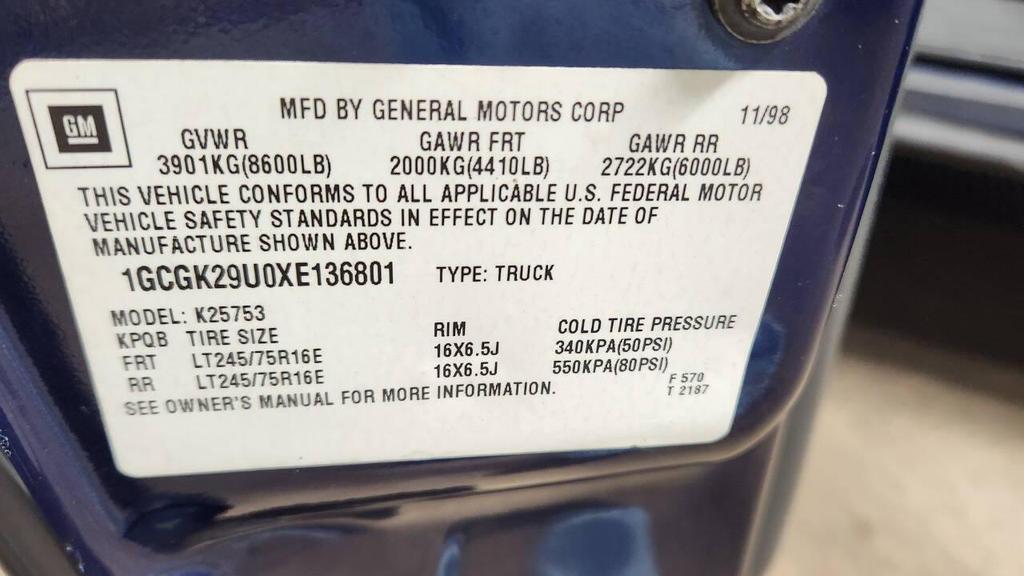 MFD BY GENERAL MOTORS CORP 11/98
GM
GVWR GAWR FRT GAWR RR
3901KG(8600LB) 2000KG(4410LB) 2722KG(6000LB)
THIS VEHICLE CONFORMS TO ALL APPLICABLE U.S. FEDERAL MOTOR
VEHICLE SAFETY STANDARDS IN EFFECT ON THE DATE OF
MANUFACTURE SHOWN ABOVE.
1GCGK29U0XE136801 TYPE: TRUCK
MODEL: K25753
KPQB TIRE SIZE RIM COLD TIRE PRESSURE
FRT LT245/75R16E 16X6.5J 340KPA(50PSI)
RR LT245/75R16E 16X6.5J 550KPA(80PSI)
SEE OWNER'S MANUAL FOR MORE INFORMATION.
F 570
T 2187